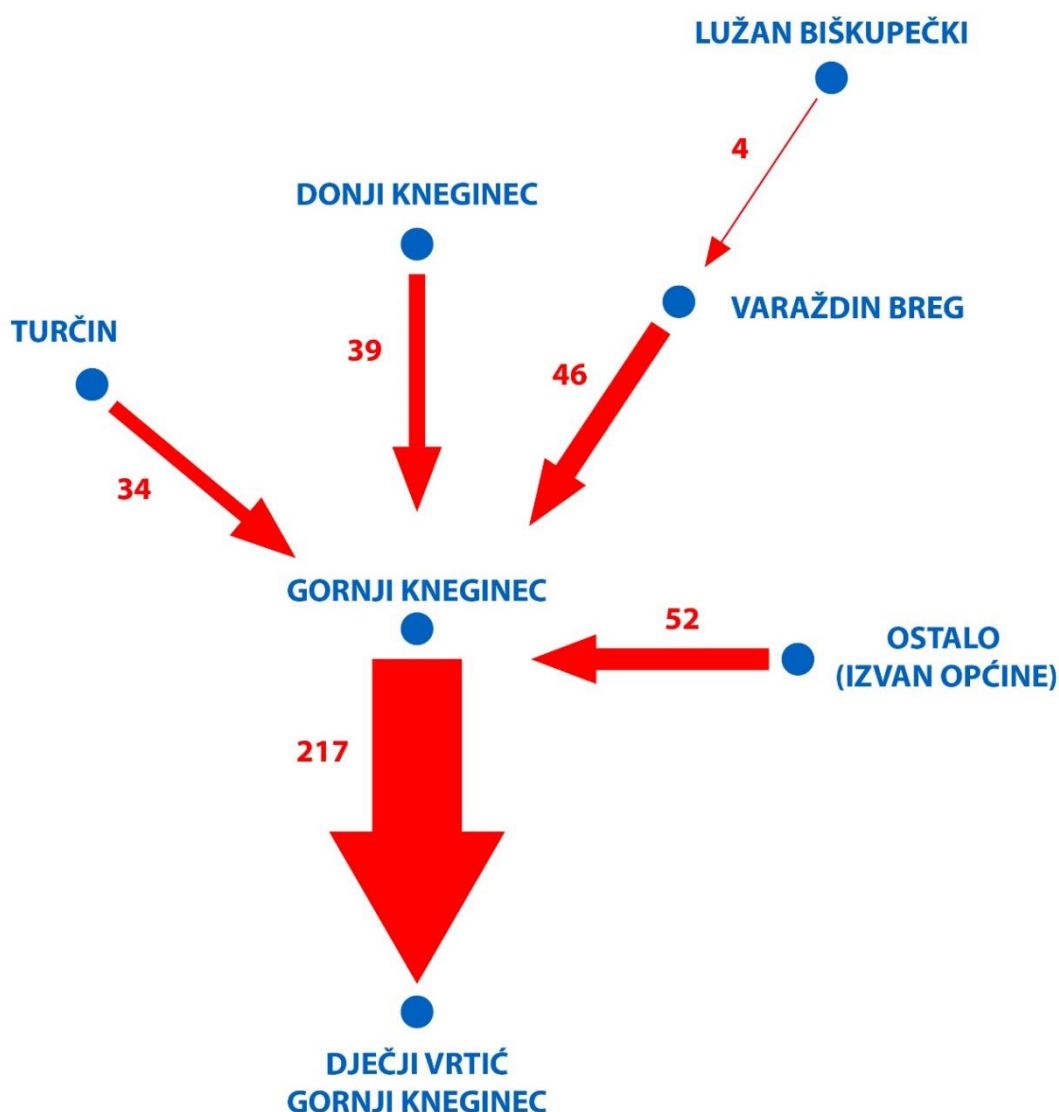 LUŽAN BIŠKUPEČKI
4
DONJI KNEGINEC
VARAŽDIN BREG
TURČIN
39
46
34
GORNJI KNEGINEC
52
OSTALO
(IZVAN OPĆINE)
217
DJEČJI VRTIĆ
GORNJI KNEGINEC